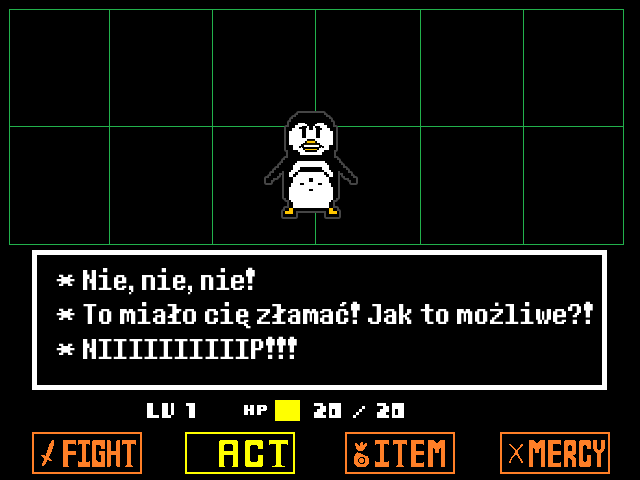 * Nie, nie, nie!
* To miało cię złamać! Jak to możliwe?!
* NIIIIIIIIIIP!!!
LV 1 HP 20 / 20
FIGHT ACT ITEM MERCY